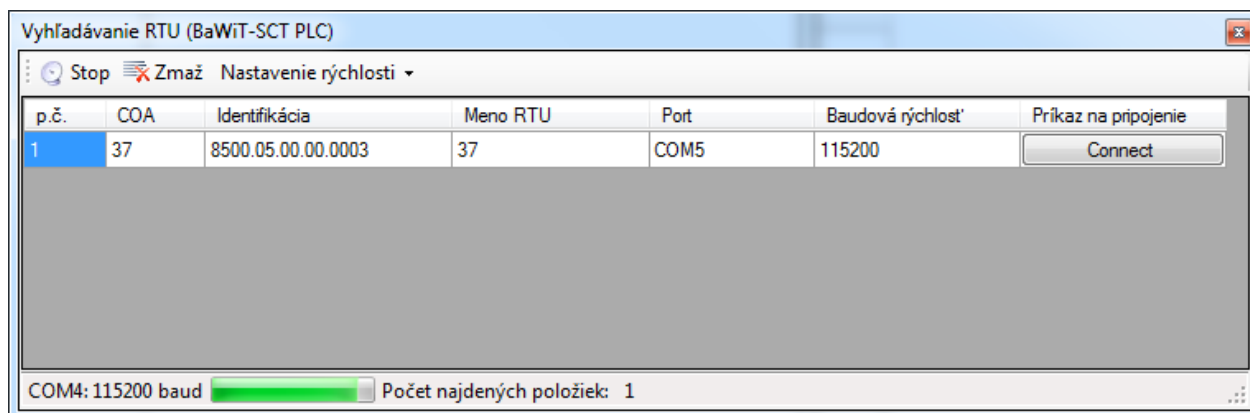 Vyhľadávanie RTU (BaWiT-SCT PLC)
Stop Zmaž Nastavenie rýchlosti
p.č. COA Identifikácia Meno RTU Port Baudová rýchlosť Príkaz na pripojenie
1 37 8500.05.00.00.0003 37 COM5 115200 Connect
COM4: 115200 baud Počet najdených položiek: 1